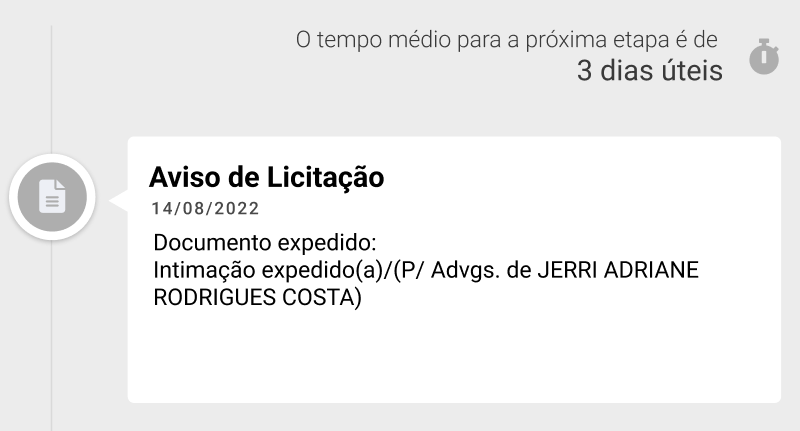 O tempo médio para a próxima etapa é de
3 dias úteis
Aviso de Licitação
14/08/2022
Documento expedido:
Intimação expedido(a)/(P/ Advgs. de JERRI ADRIANE
RODRIGUES COSTA)